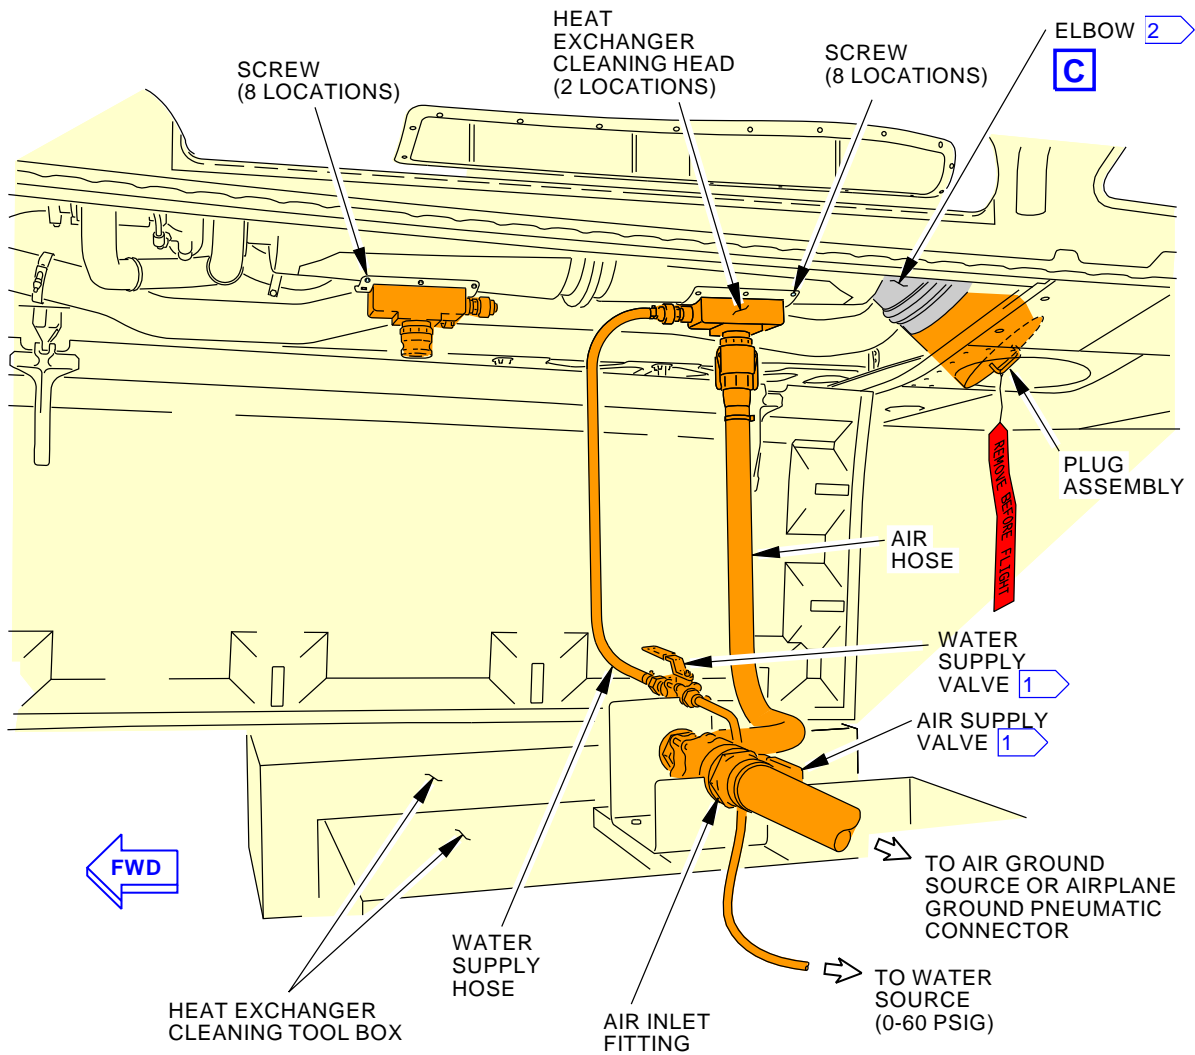 HEAT
EXCHANGER
CLEANING HEAD
(2 LOCATIONS)
ELBOW 2
C
SCREW
(8 LOCATIONS)
SCREW
(8 LOCATIONS)
PLUG
ASSEMBLY
REMOVE BEFORE FLIGHT
AIR
HOSE
WATER
SUPPLY
VALVE 1
AIR SUPPLY
VALVE 1
FWD
TO AIR GROUND
SOURCE OR AIRPLANE
GROUND PNEUMATIC
CONNECTOR
WATER
SUPPLY
HOSE
TO WATER
SOURCE
(0-60 PSIG)
HEAT EXCHANGER
CLEANING TOOL BOX
AIR INLET
FITTING